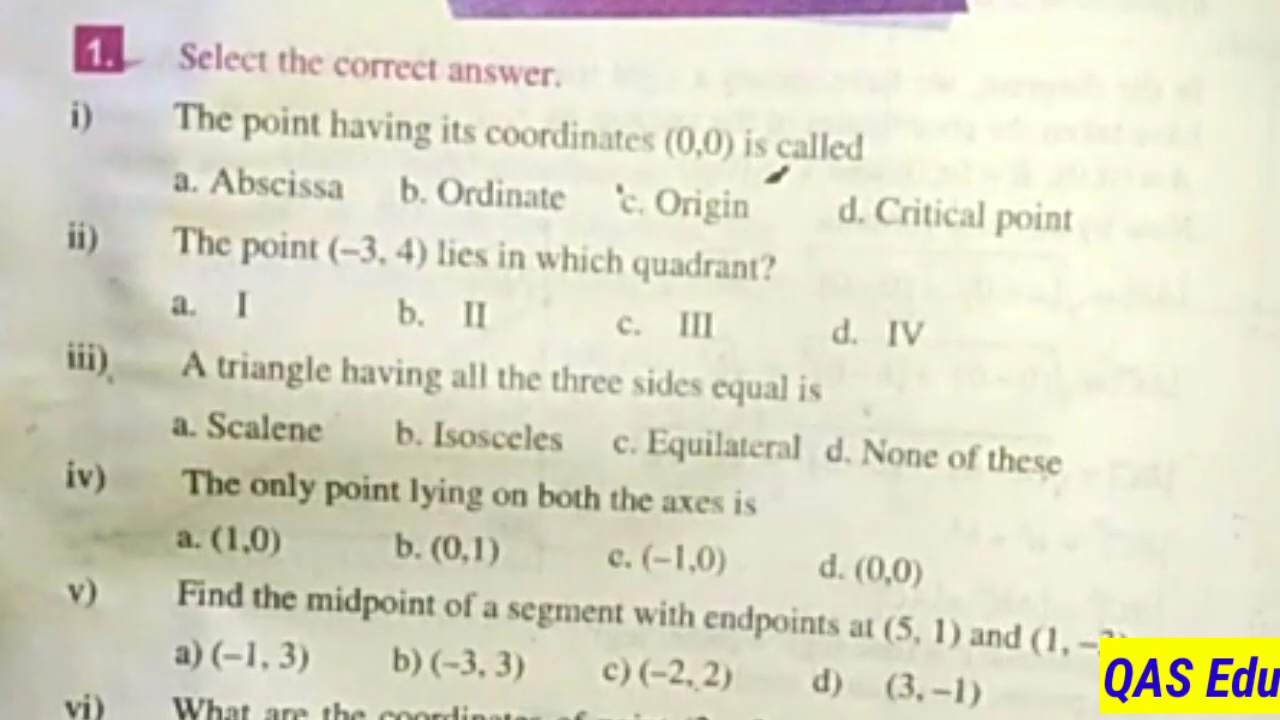 1. Select the correct answer.
i) The point having its coordinates (0,0) is called
a. Abscissa b. Ordinate c. Origin d. Critical point
ii) The point (–3, 4) lies in which quadrant?
a. I b. II c. III d. IV
iii) A triangle having all the three sides equal is
a. Scalene b. Isosceles c. Equilateral d. None of these
iv) The only point lying on both the axes is
a. (1,0) b. (0,1) c. (–1,0) d. (0,0)
v) Find the midpoint of a segment with endpoints at (5, 1) and (1, –
a) (–1, 3) b) (–3, 3) c) (–2, 2) d) (3, –1)
QAS Edu
vi) What are the